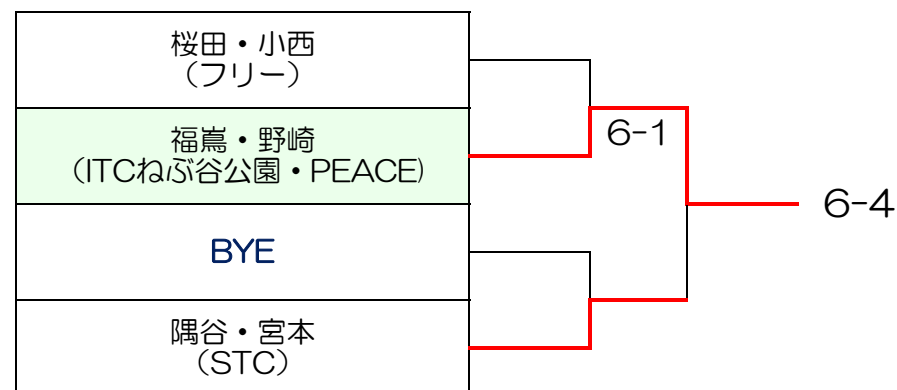 桜田・小西
（フリー）
福嶌・野崎
（ITCねぶ谷公園・PEACE)
6-1
6-4
BYE
隅谷・宮本
（STC）